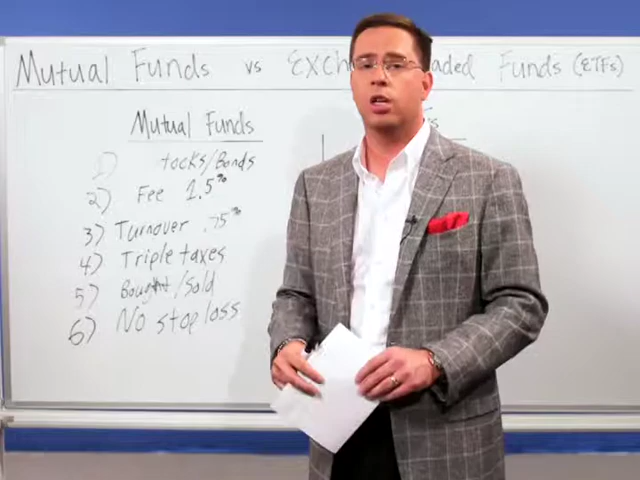 Mutual Funds vs Exch aded Funds (ETFs)
Mutual Funds
1) tocks/Bonds
2) Fee 1.5%
3) Turnover .75%
4) Triple taxes
5) Bought/Sold
6) No stop loss